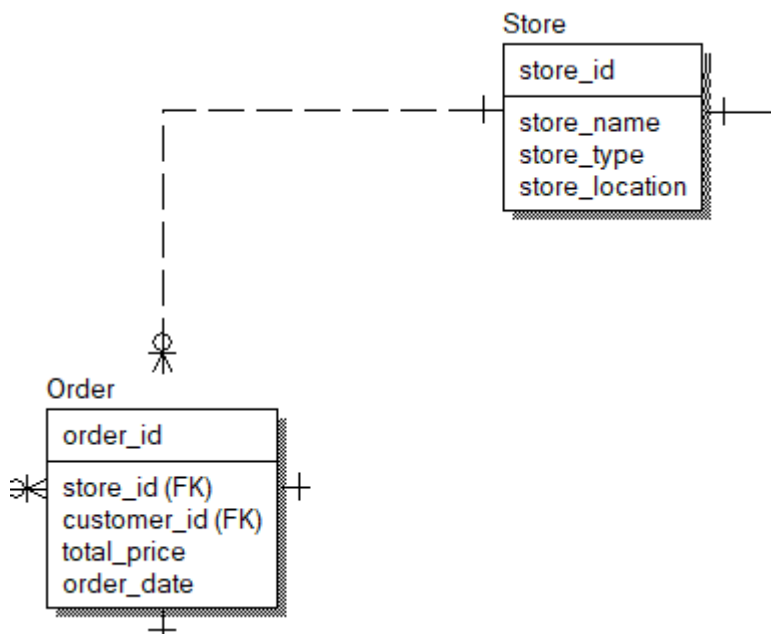 Store
store_id
store_name
store_type
store_location
Order
order_id
store_id (FK)
customer_id (FK)
total_price
order_date